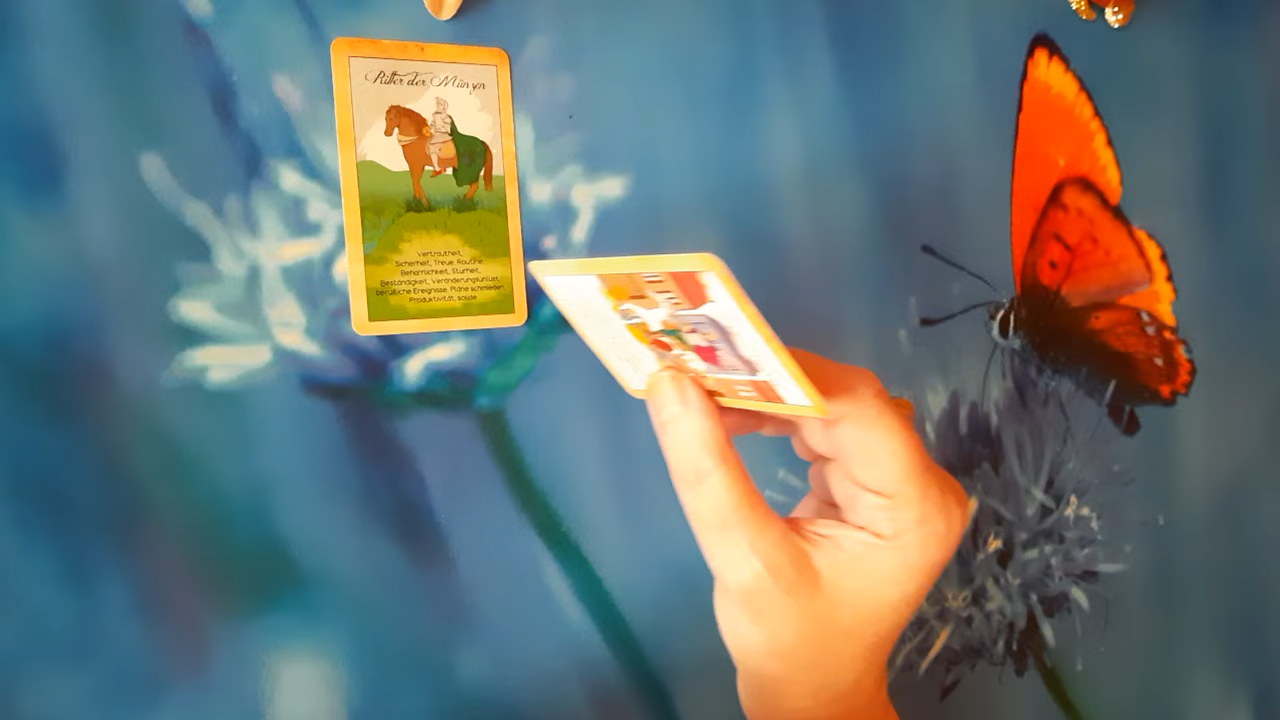 Ritter der Münzen
Vertrautheit,
Sicherheit, Treue, Routine,
Beharrlichkeit, Sturheit,
Beständigkeit, Veränderungsunlust,
berufliche Ereignisse, Pläne schmieden,
Produktivität, solide